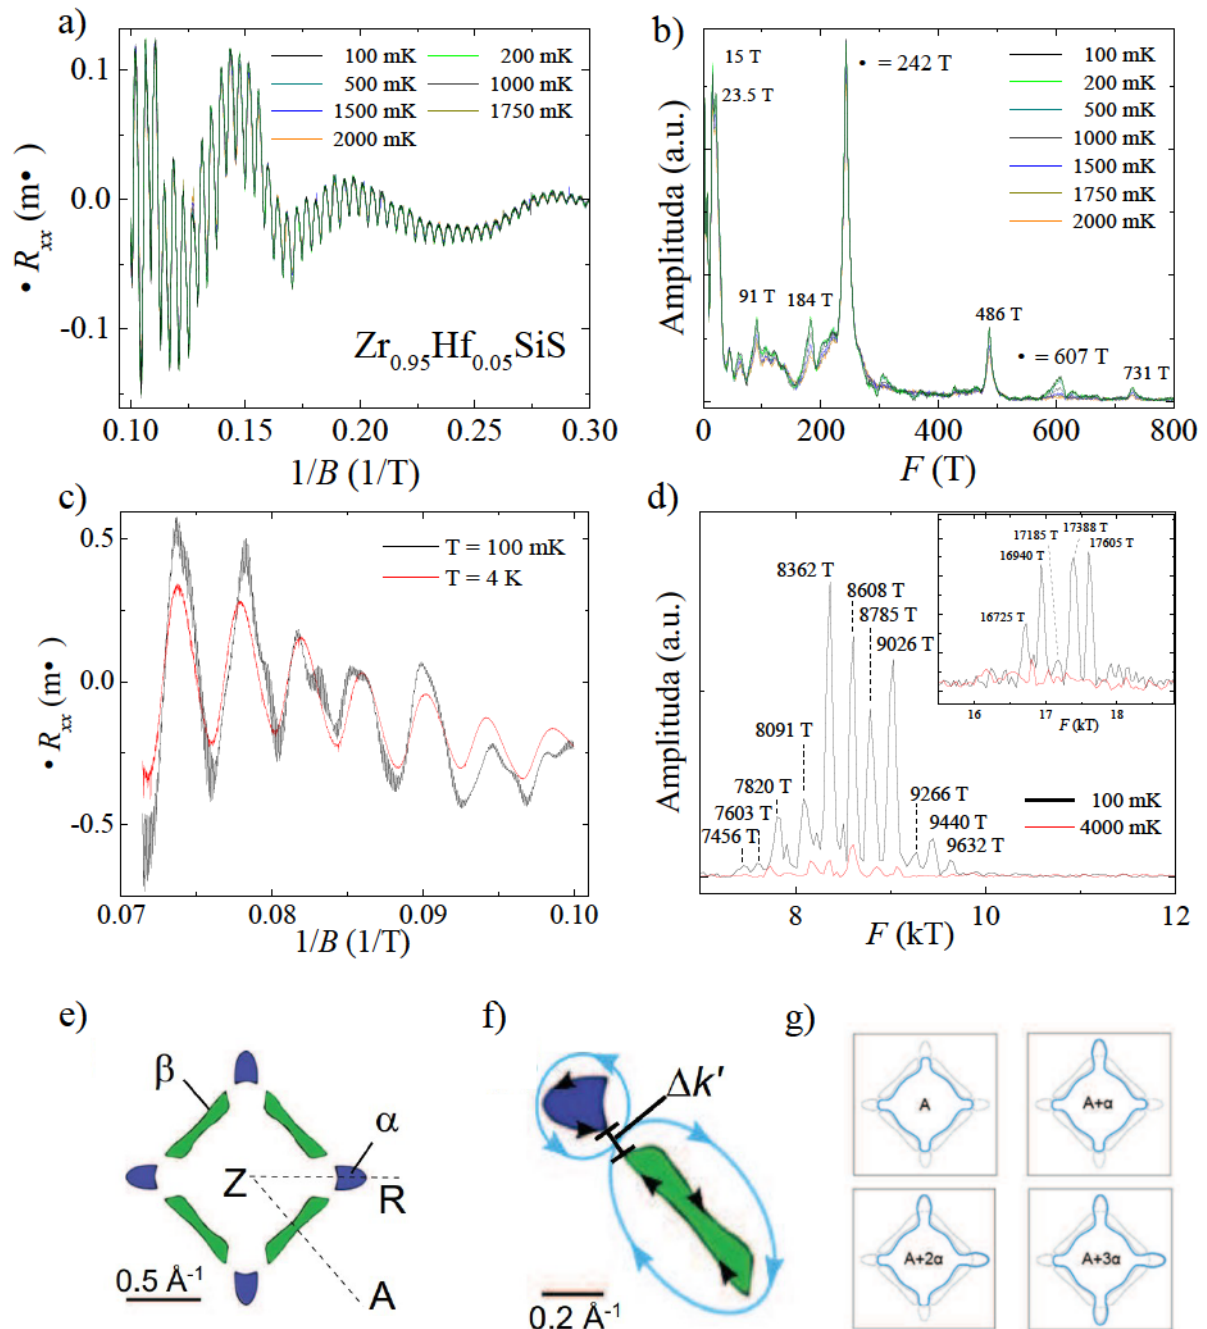 a)
100 mK
200 mK
500 mK
1000 mK
1500 mK
1750 mK
2000 mK
0.1
0.0
-0.1
• Rxx (m•)
Zr0.95Hf0.05SiS
0.10 0.15 0.20 0.25 0.30
1/B (1/T)
b)
15 T
23.5 T
• = 242 T
100 mK
200 mK
500 mK
1000 mK
1500 mK
1750 mK
2000 mK
91 T
184 T
486 T
• = 607 T
731 T
Amplituda (a.u.)
0 200 400 600 800
F (T)
c)
T = 100 mK
T = 4 K
0.5
0.0
-0.5
• Rxx (m•)
0.07 0.08 0.09 0.10
1/B (1/T)
d)
8362 T
8608 T
8785 T
9026 T
8091 T
7820 T
7603 T
7456 T
9266 T
9440 T
9632 T
17388 T
17185 T
17605 T
16940 T
16725 T
16 17 18
F (kT)
100 mK
4000 mK
Amplituda (a.u.)
8 10 12
F (kT)
e)
β
α
Z
R
A
0.5 Å-1
f)
Δk'
0.2 Å-1
g)
A
A+α
A+2α
A+3α